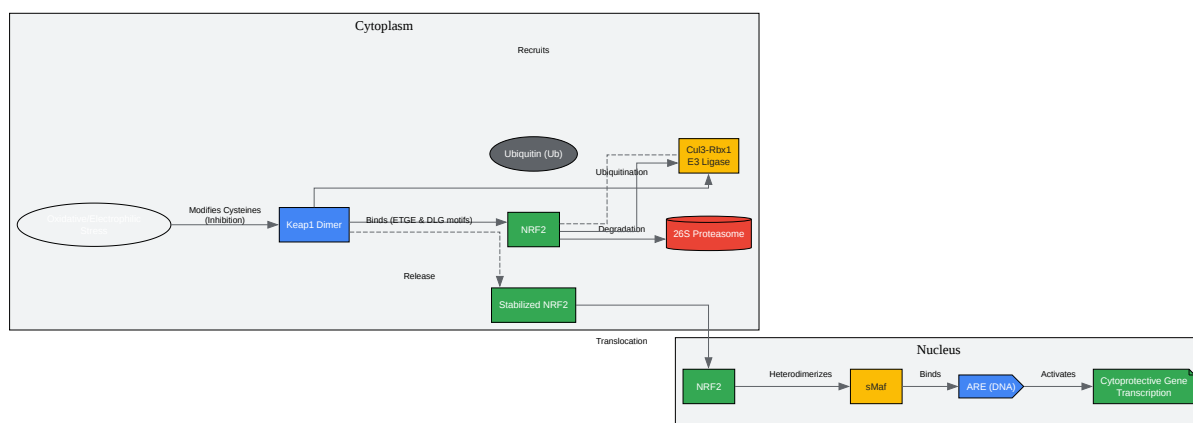 Cytoplasm
Recruits
Ubiquitin (Ub)
Cul3-Rbx1
E3 Ligase
Ubiquitination
Modifies Cysteines
(Inhibition)
Keap1 Dimer
Binds (ETGE & DLG motifs)
NRF2
Degradation
26S Proteasome
Release
Stabilized NRF2
Translocation
Nucleus
NRF2
Heterodimerizes
sMaf
Binds
ARE (DNA)
Activates
Cytoprotective Gene
Transcription